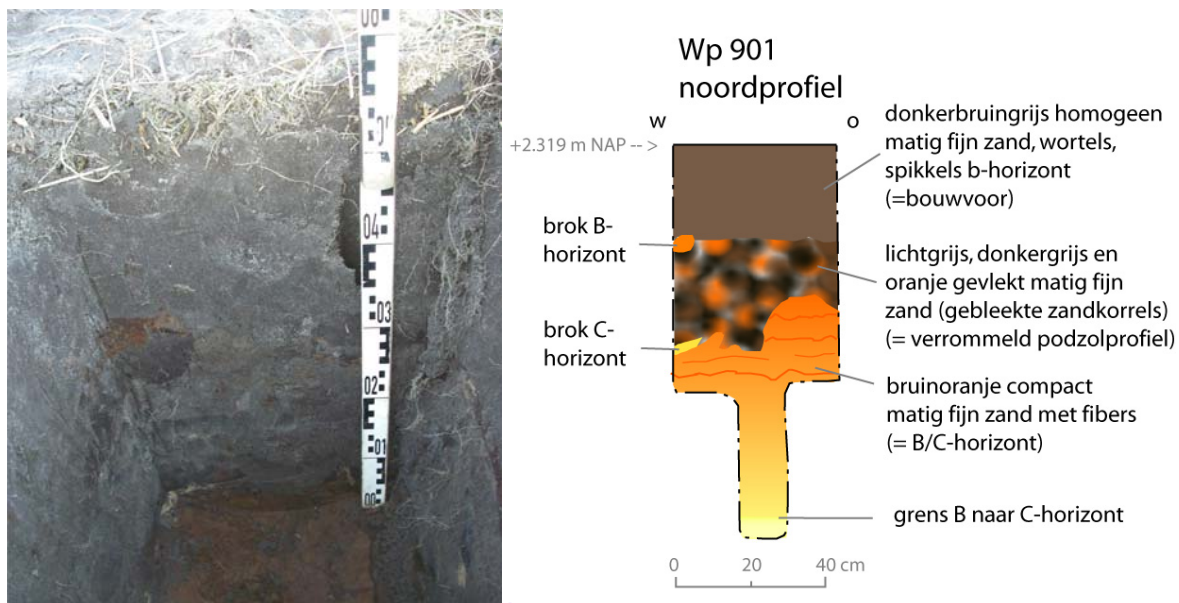 06
04
03
02
01
00
Wp 901
noordprofiel
w
o
+2.319 m NAP -- >
donkerbruingrijs homogeen
matig fijn zand, wortels,
spikkels b-horizont
(=bouwvoor)
brok B-
horizont
lichtgrijs, donkergrijs en
oranje gevlekt matig fijn
zand (gebleekte zandkorrels)
(= verrommeld podzolprofiel)
brok C-
horizont
bruinoranje compact
matig fijn zand met fibers
(= B/C-horizont)
grens B naar C-horizont
0 20 40 cm